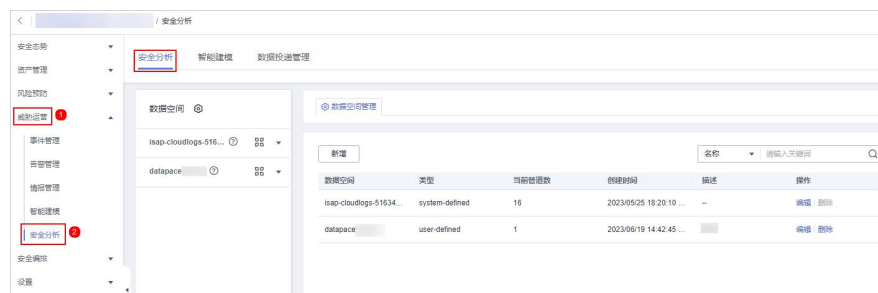 / 安全分析
安全态势
资产管理
风险预防
威胁运营 1
事件管理
告警管理
情报管理
智能建模
安全分析 2
安全编排
设置
安全分析 智能建模 数据投递管理
数据空间
isap-cloudlogs-516...
datapace
数据空间管理
新增
名称 请输入关键词
数据空间 类型 当前管道数 创建时间 描述 操作
isap-cloudlogs-51634... system-defined 16 2023/05/25 18:20:10 ... -- 编辑 删除
datapace user-defined 1 2023/06/19 14:42:45 ... 编辑 删除